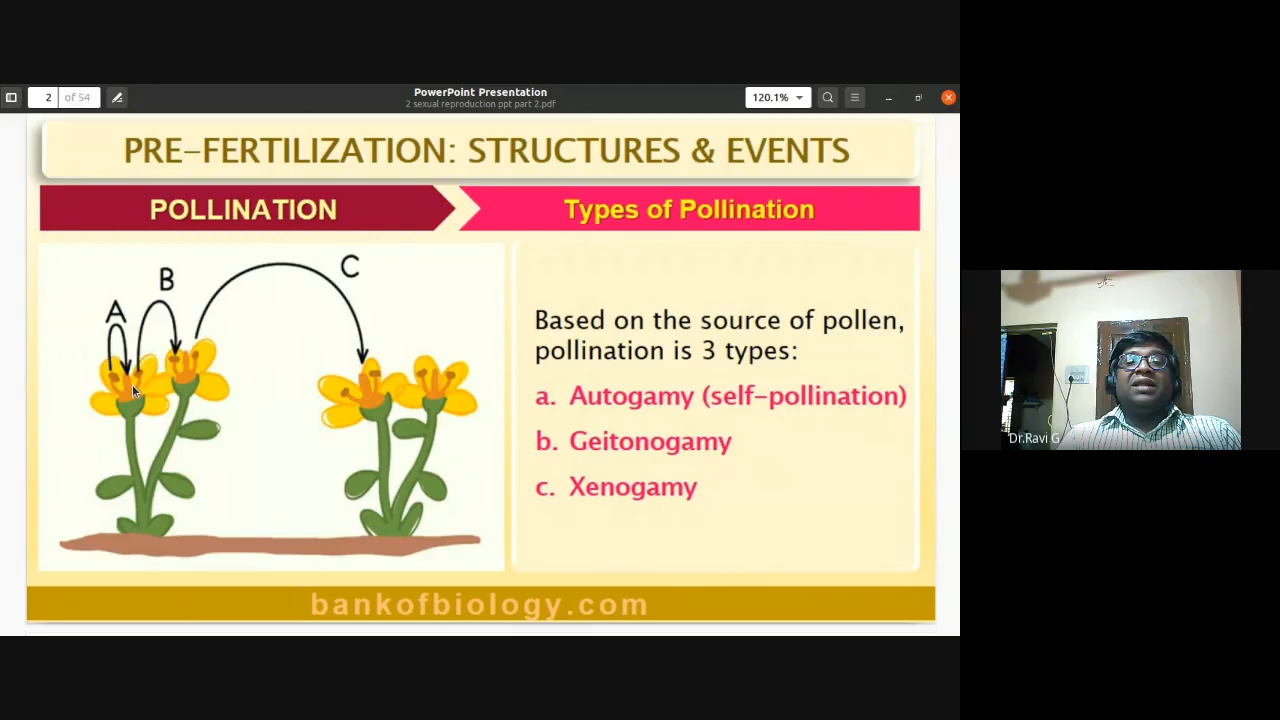 2 of 54
PowerPoint Presentation
2 sexual reproduction ppt part 2.pdf
120.1%
PRE-FERTILIZATION: STRUCTURES & EVENTS
POLLINATION
Types of Pollination
A
B
C
Based on the source of pollen,
pollination is 3 types:
a. Autogamy (self-pollination)
b. Geitonogamy
c. Xenogamy
bankofbiology.com
Dr.Ravi G